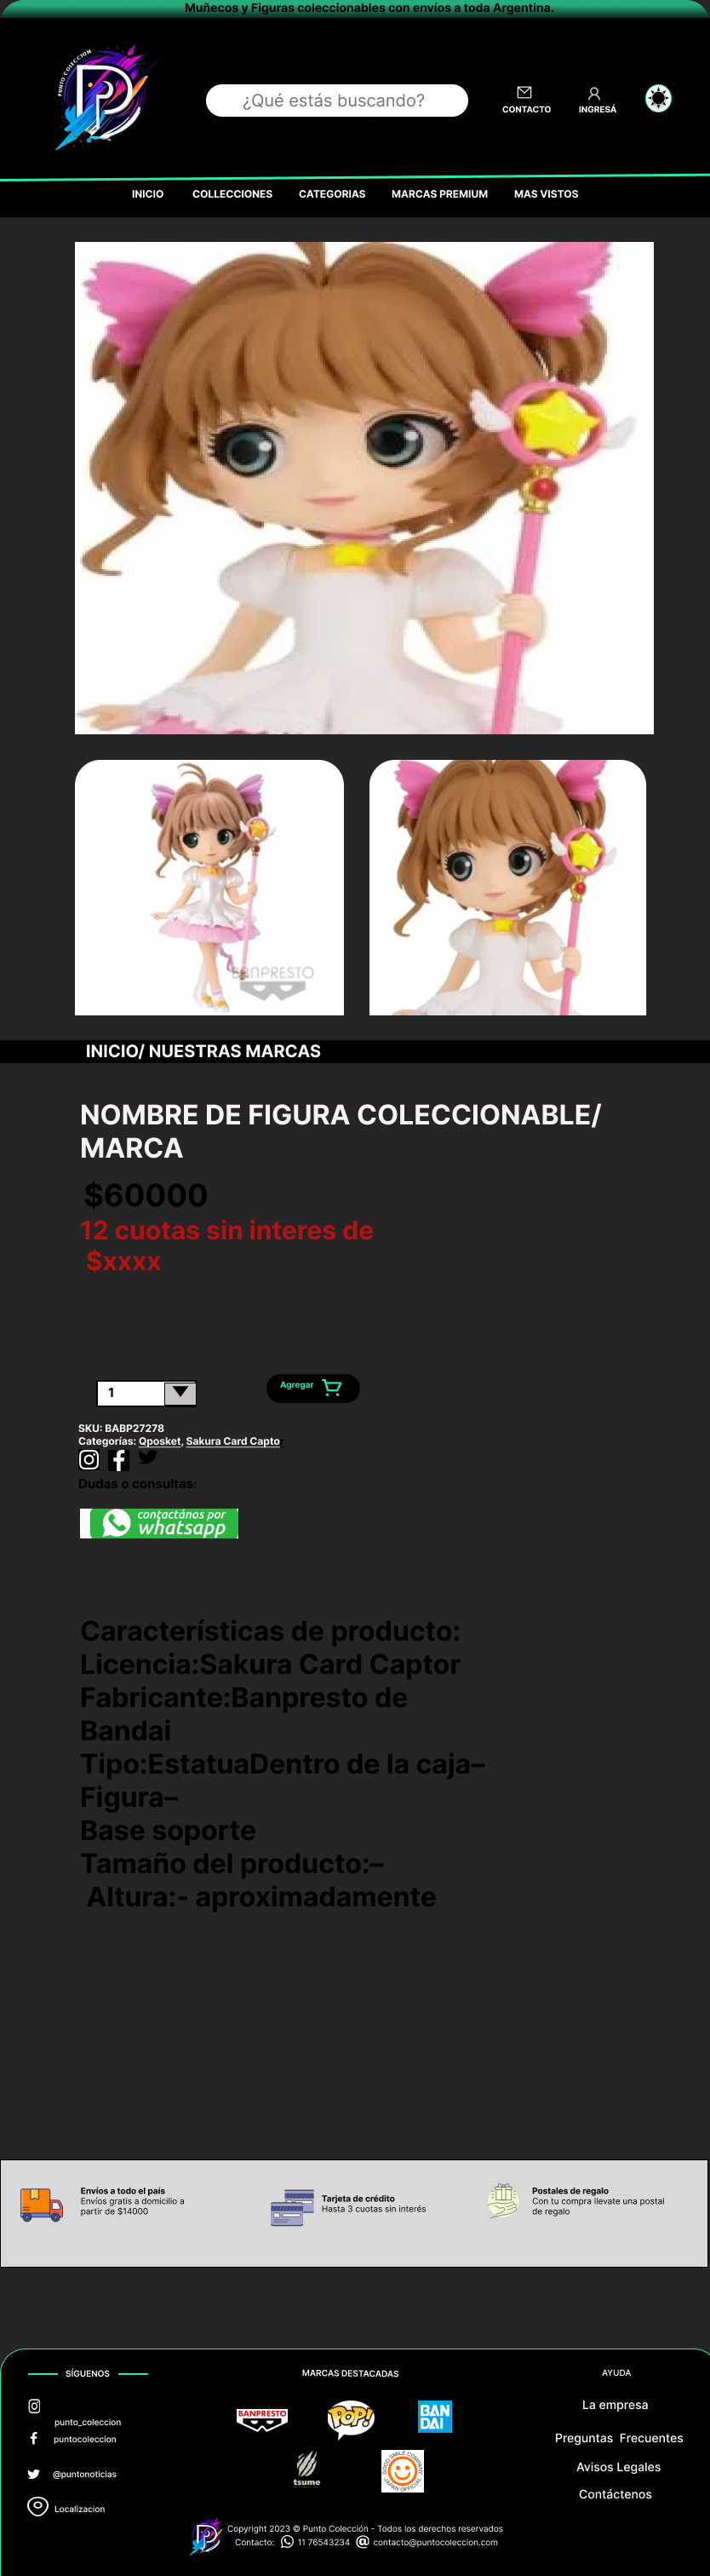 Muñecos y Figuras coleccionables con envíos a toda Argentina.
PUNTO COLECCION
¿Qué estás buscando?
CONTACTO
INGRESÁ
INICIO
COLLECCIONES
CATEGORIAS
MARCAS PREMIUM
MAS VISTOS
BANPRESTO
INICIO/ NUESTRAS MARCAS
NOMBRE DE FIGURA COLECCIONABLE/
MARCA
$60000
12 cuotas sin interes de
$xxxx
1
Agregar
SKU: BABP27278
Categorías: Qposket, Sakura Card Captor
Dudas o consultas:
contactános por
whatsapp
Características de producto:
Licencia:Sakura Card Captor
Fabricante:Banpresto de
Bandai
Tipo:EstatuaDentro de la caja–
Figura–
Base soporte
Tamaño del producto:–
Altura:- aproximadamente
Envíos a todo el país
Envíos gratis a domicilio a
partir de $14000
Tarjeta de crédito
Hasta 3 cuotas sin interés
Postales de regalo
Con tu compra llevate una postal
de regalo
SÍGUENOS
punto_coleccion
puntocoleccion
@puntonoticias
Localizacion
MARCAS DESTACADAS
BANPRESTO
POP!
BAN
DAI
tsume
GOOD SMILE COMPANY
JAPAN OFFICIAL
AYUDA
La empresa
Preguntas Frecuentes
Avisos Legales
Contáctenos
Copyright 2023 © Punto Colección - Todos los derechos reservados
Contacto: 11 76543234 contacto@puntocoleccion.com